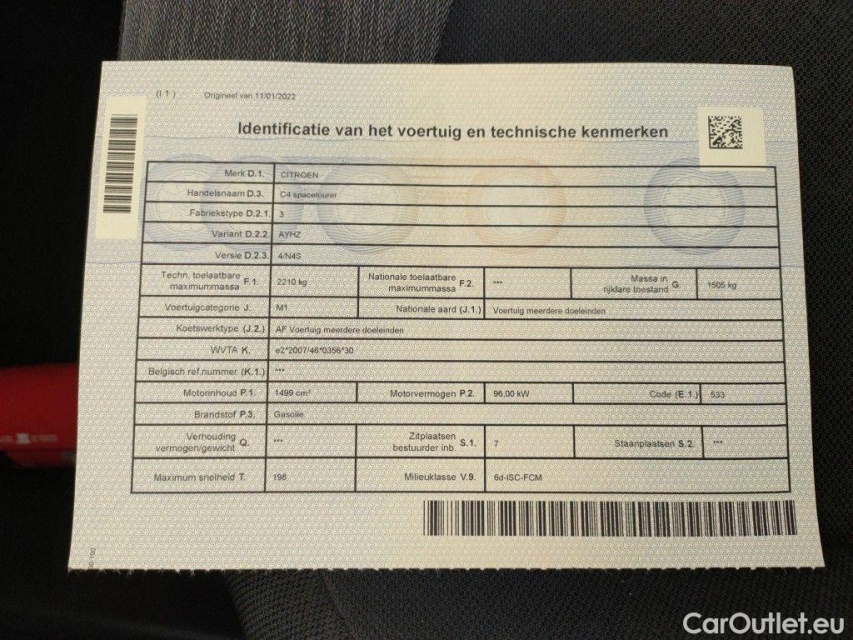 (I.1) Origineel van 11/01/2022
Identificatie van het voertuig en technische kenmerken
Merk D.1. CITROEN
Handelsnaam D.3. C4 spacetourer
Fabriekstype D.2.1. 3
Variant D.2.2. AYHZ
Versie D.2.3. 4/N4S
Techn. toelaatbare maximummassa F.1. 2210 kg Nationale toelaatbare maximummassa F.2. *** Massa in rijklare toestand G. 1505 kg
Voertuigcategorie J. M1 Nationale aard (J.1.) Voertuig meerdere doeleinden
Koetswerktype (J.2.) AF Voertuig meerdere doeleinden
WVTA K. e2*2007/46*0356*30
Belgisch ref.nummer (K.1.) ***
Motorinhoud P.1. 1499 cm³ Motorvermogen P.2. 96,00 kW Code (E.1.) 533
Brandstof P.3. Gasolie
Verhouding vermogen/gewicht Q. *** Zitplaatsen bestuurder inb. S.1. 7 Staanplaatsen S.2. ***
Maximum snelheid T. 198 Milieuklasse V.9. 6d-ISC-FCM
CarOutlet.eu